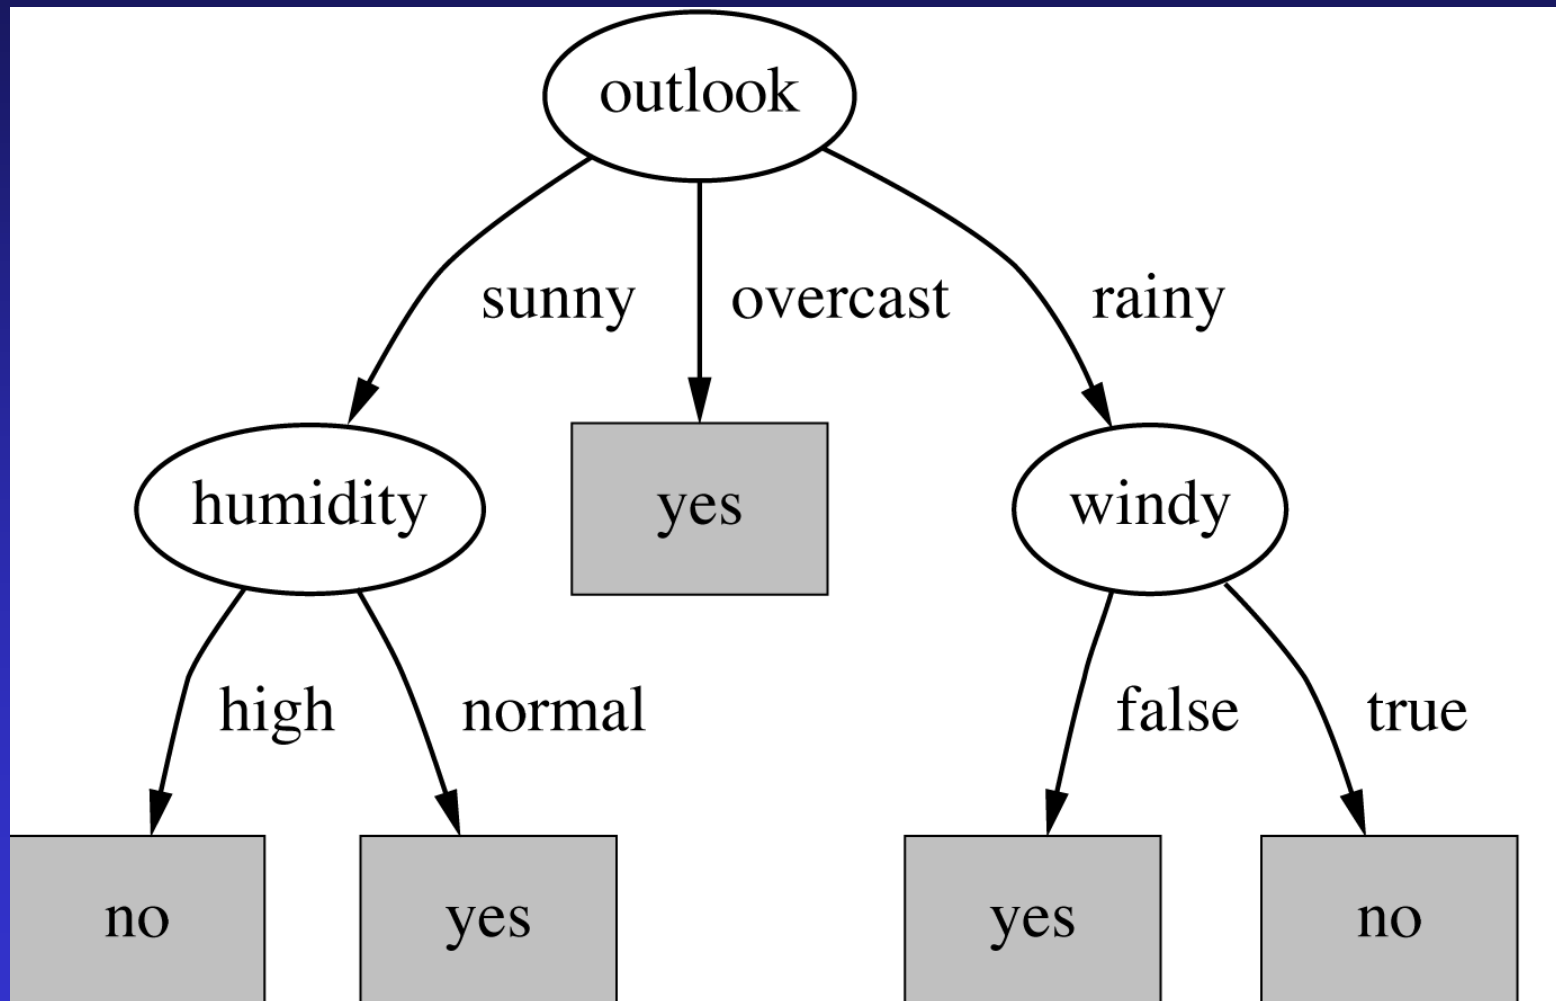 outlook
sunny overcast rainy
humidity yes windy
high normal false true
no yes yes no